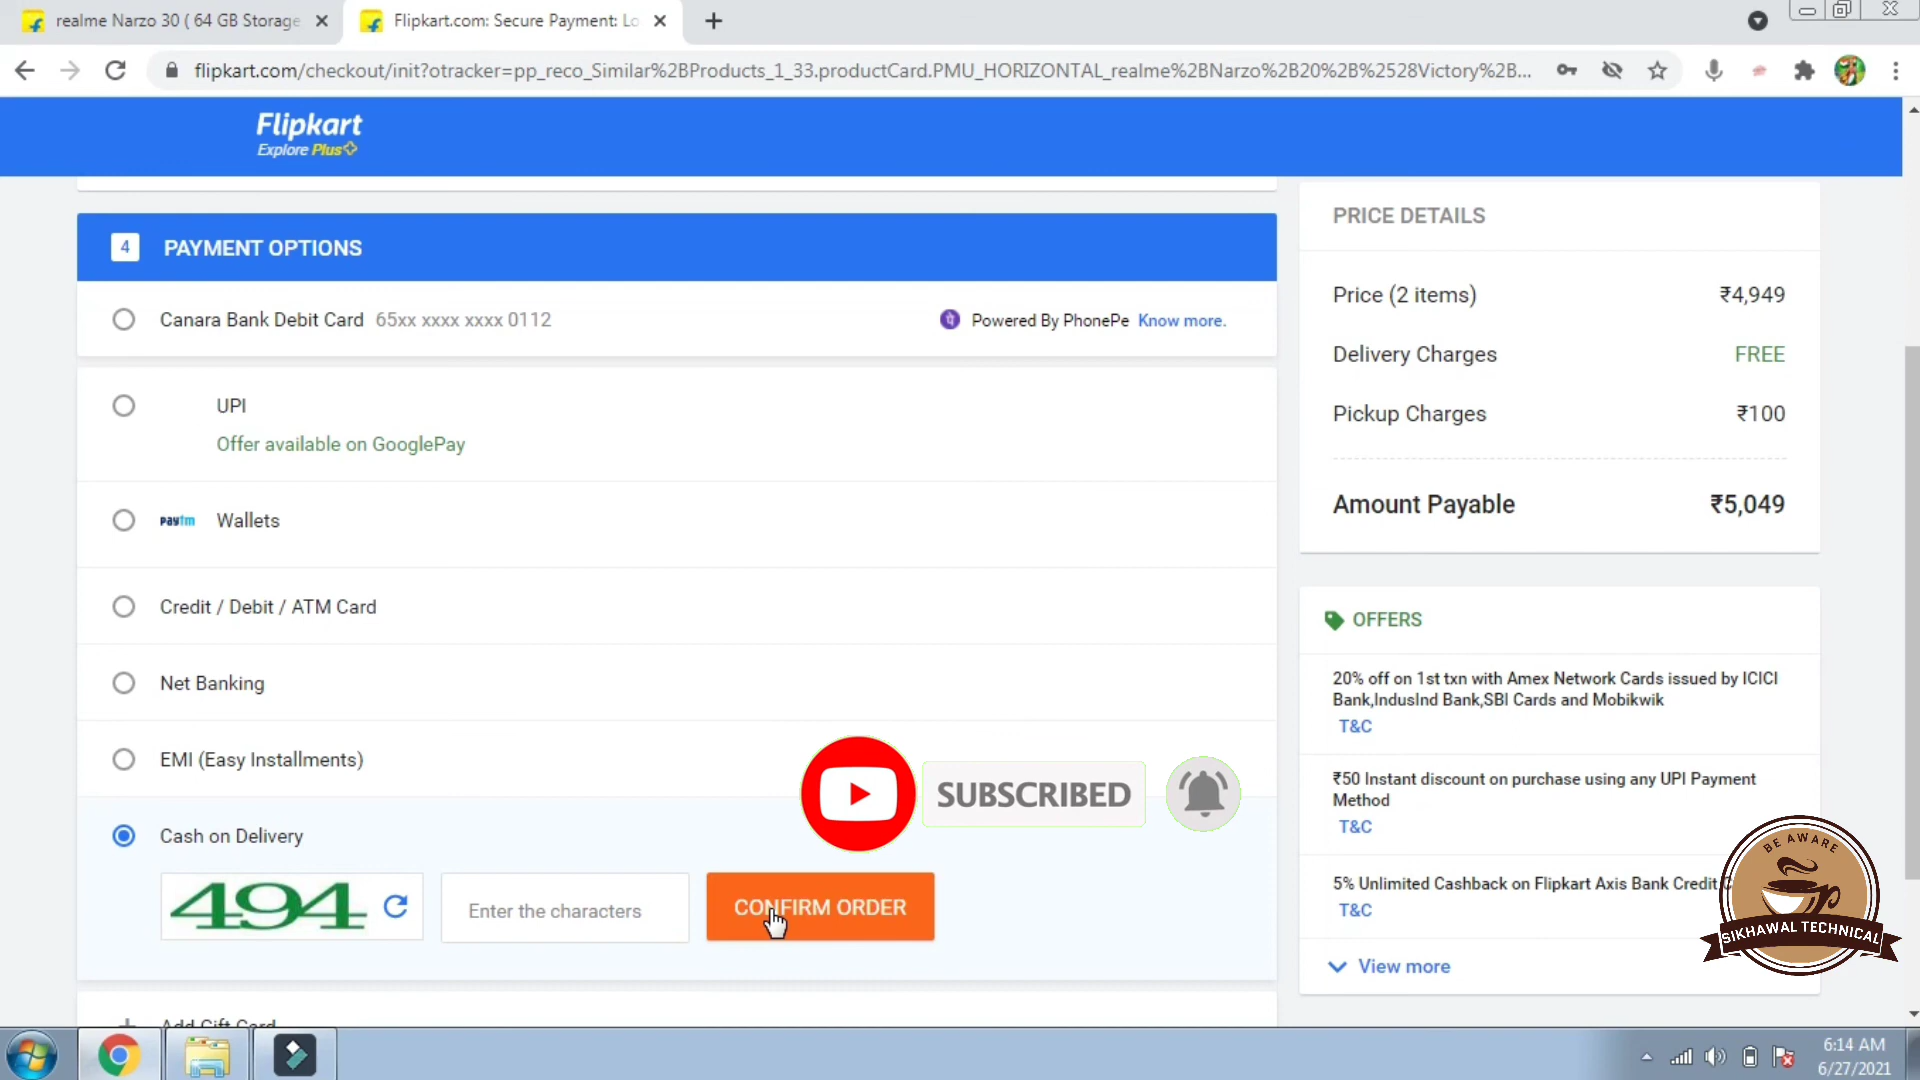 realme Narzo 30 ( 64 GB Storage
Flipkart.com: Secure Payment: Lo
flipkart.com/checkout/init?otracker=pp_reco_Similar%2BProducts_1_33.productCard.PMU_HORIZONTAL_realme%2BNarzo%2B20%2B%2528Victory%2B...
Flipkart
Explore Plus
4 PAYMENT OPTIONS
Canara Bank Debit Card 65xx xxxx xxxx 0112
Powered By PhonePe Know more.
UPI
Offer available on GooglePay
paytm Wallets
Credit / Debit / ATM Card
Net Banking
EMI (Easy Installments)
Cash on Delivery
494
Enter the characters
CONFIRM ORDER
Add Gift Card
SUBSCRIBED
PRICE DETAILS
Price (2 items) ₹4,949
Delivery Charges FREE
Pickup Charges ₹100
Amount Payable ₹5,049
OFFERS
20% off on 1st txn with Amex Network Cards issued by ICICI
Bank,IndusInd Bank,SBI Cards and Mobikwik
T&C
₹50 Instant discount on purchase using any UPI Payment
Method
T&C
5% Unlimited Cashback on Flipkart Axis Bank Credit
T&C
View more
BE AWARE
SIKHAWAL TECHNICAL
6:14 AM
6/27/2021